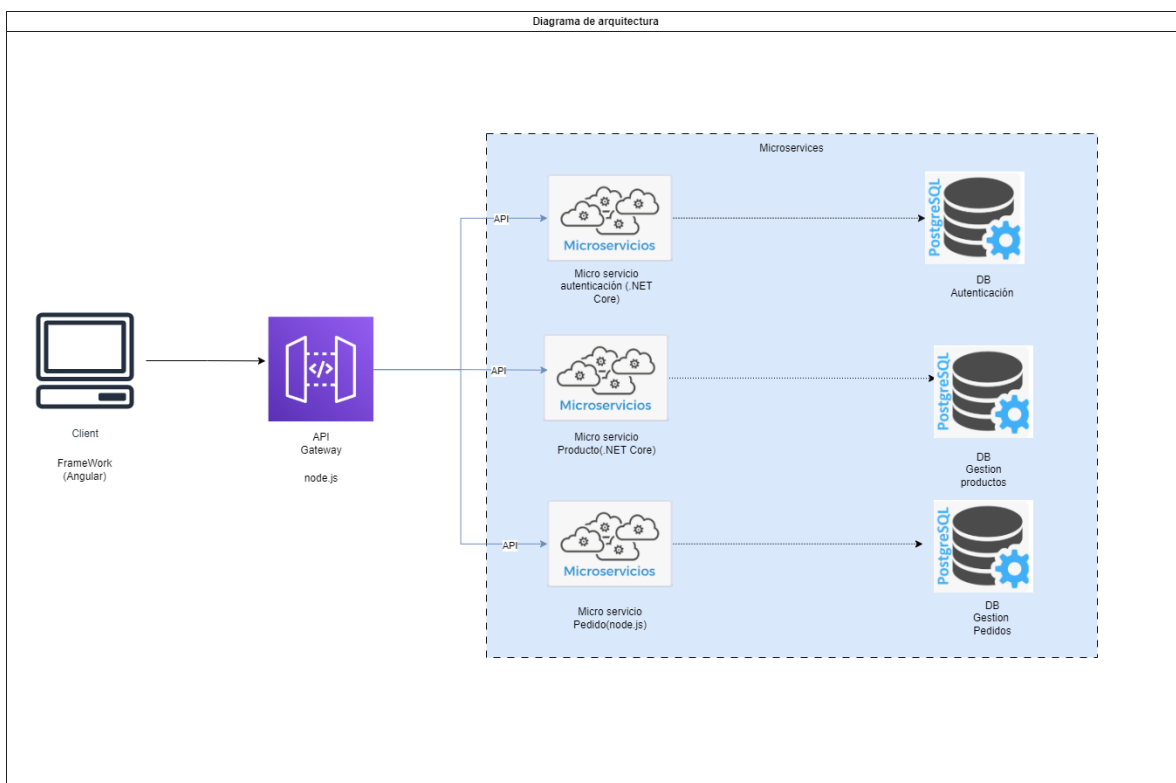 Diagrama de arquitectura
Microservices
API
Microservicios
Micro servicio
autenticación (.NET
Core)
PostgreSQL
DB
Autenticación
Client
FrameWork
(Angular)
API
Gateway
node.js
API
Microservicios
Micro servicio
Producto(.NET Core)
PostgreSQL
DB
Gestion
productos
API
Microservicios
Micro servicio
Pedido(node.js)
PostgreSQL
DB
Gestion
Pedidos